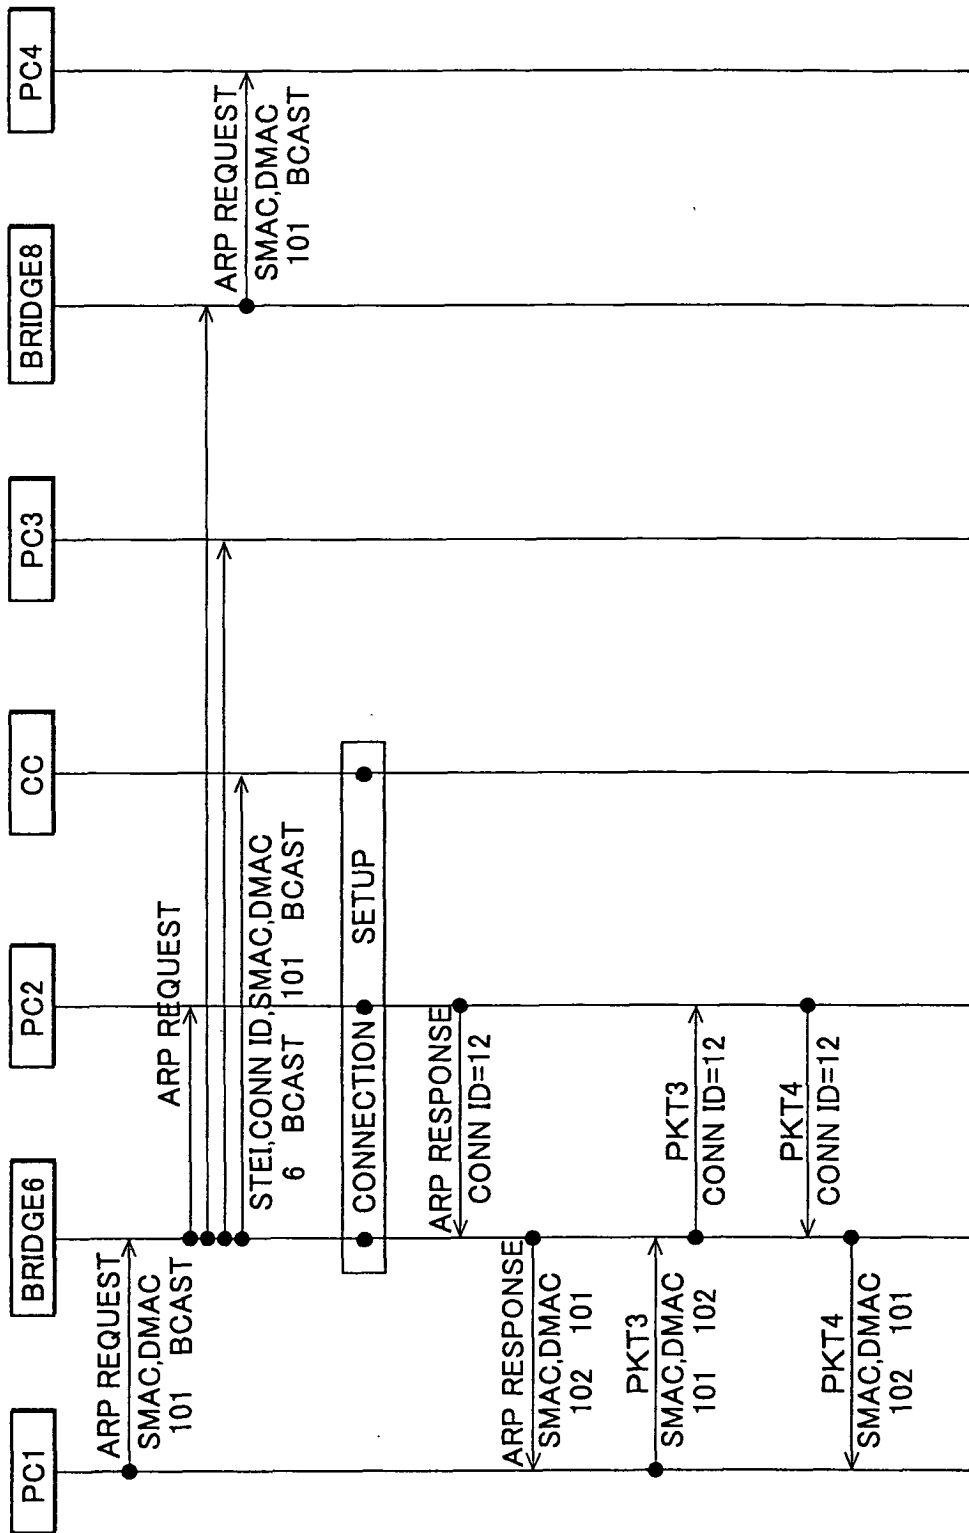 PC1
BRIDGE6
PC2
CC
PC3
BRIDGE8
PC4
ARP REQUEST
SMAC,DMAC
101 BCAST
ARP REQUEST
STEI,CONN ID,SMAC,DMAC
6 BCAST 101 BCAST
ARP REQUEST
SMAC,DMAC
101 BCAST
CONNECTION SETUP
ARP RESPONSE
CONN ID=12
ARP RESPONSE
SMAC,DMAC
102 101
PKT3
SMAC,DMAC
101 102
PKT3
CONN ID=12
PKT4
CONN ID=12
PKT4
SMAC,DMAC
102 101